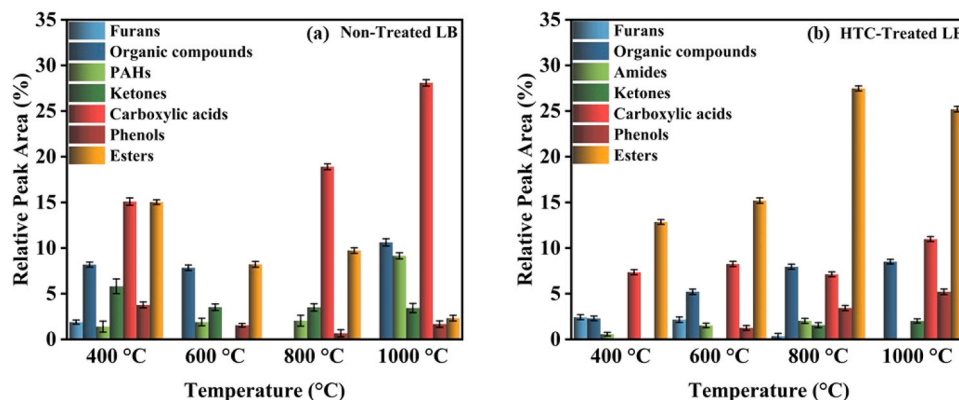 35
30
25
20
15
10
5
0
Relative Peak Area (%)
(a) Non-Treated LB
Furans
Organic compounds
PAHs
Ketones
Carboxylic acids
Phenols
Esters
400 °C 600 °C 800 °C 1000 °C
Temperature (°C)
35
30
25
20
15
10
5
0
Relative Peak Area (%)
(b) HTC-Treated LB
Furans
Organic compounds
Amides
Ketones
Carboxylic acids
Phenols
Esters
400 °C 600 °C 800 °C 1000 °C
Temperature (°C)